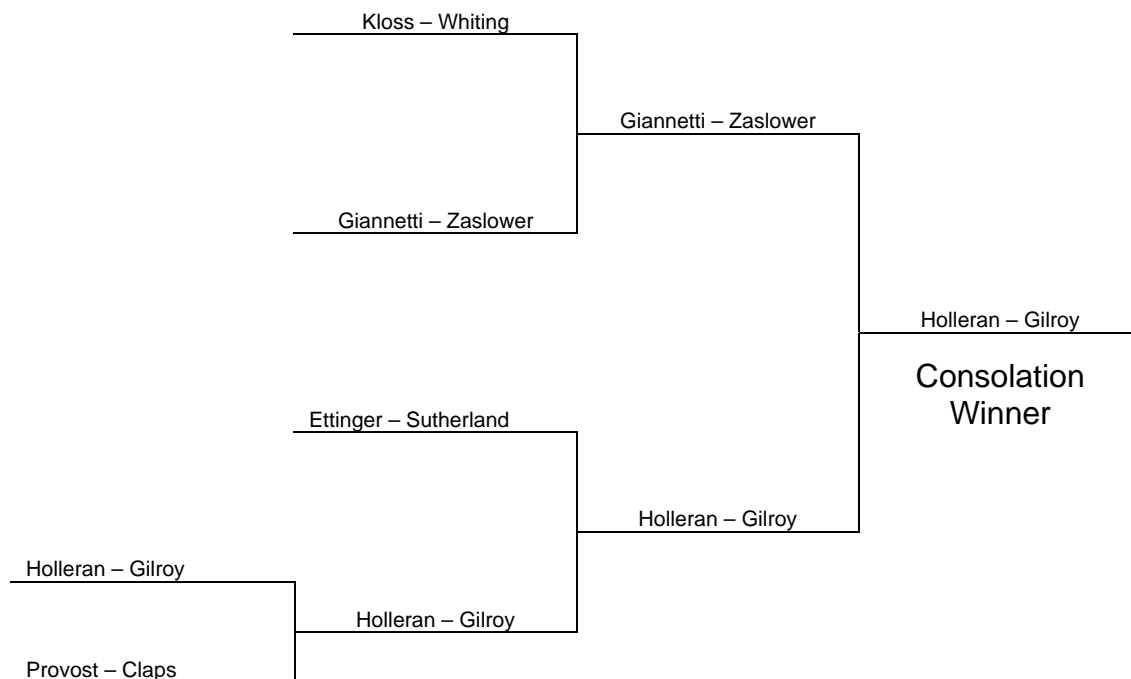 Kloss – Whiting
Giannetti – Zaslower
Giannetti – Zaslower
Holleran – Gilroy
Consolation
Winner
Ettinger – Sutherland
Holleran – Gilroy
Holleran – Gilroy
Holleran – Gilroy
Provost – Claps